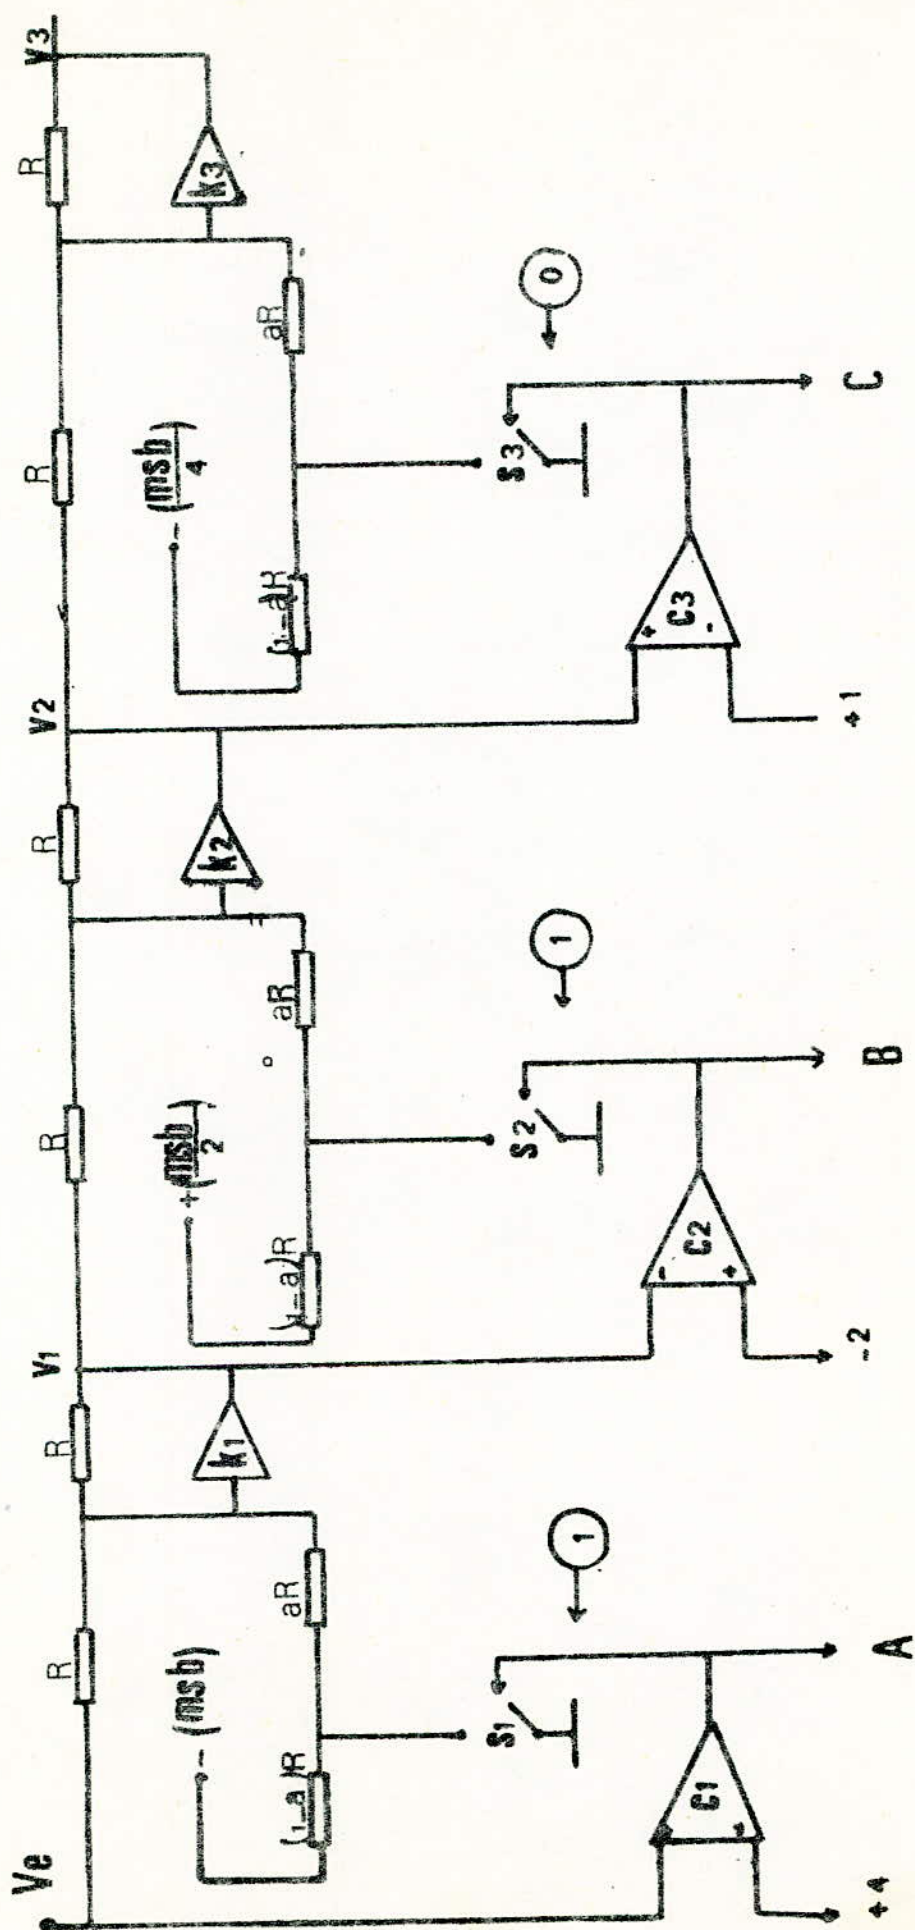 Ve
V1
V2
V3
R
R
R
R
R
R
-(msb)
+(msb/2)
-(msb/4)
k1
k2
k3
(1-a)R
aR
(1-a)R
aR
(1-a)R
aR
S1
S2
S3
1
1
0
C1
C2
- +
C3
+ -
+4
-2
+1
A
B
C